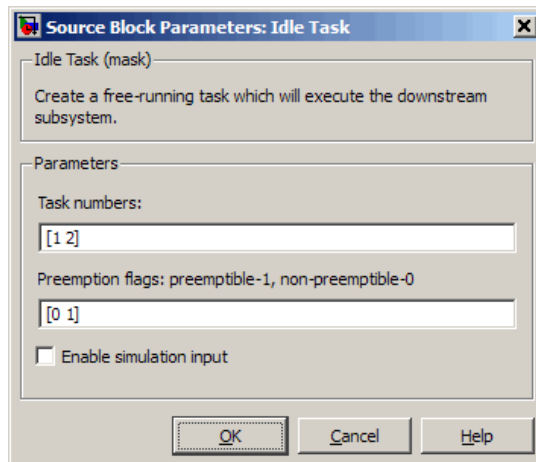 Source Block Parameters: Idle Task
Idle Task (mask)
Create a free-running task which will execute the downstream
subsystem.
Parameters
Task numbers:
[1 2]
Preemption flags: preemptible-1, non-preemptible-0
[0 1]
Enable simulation input
OK Cancel Help